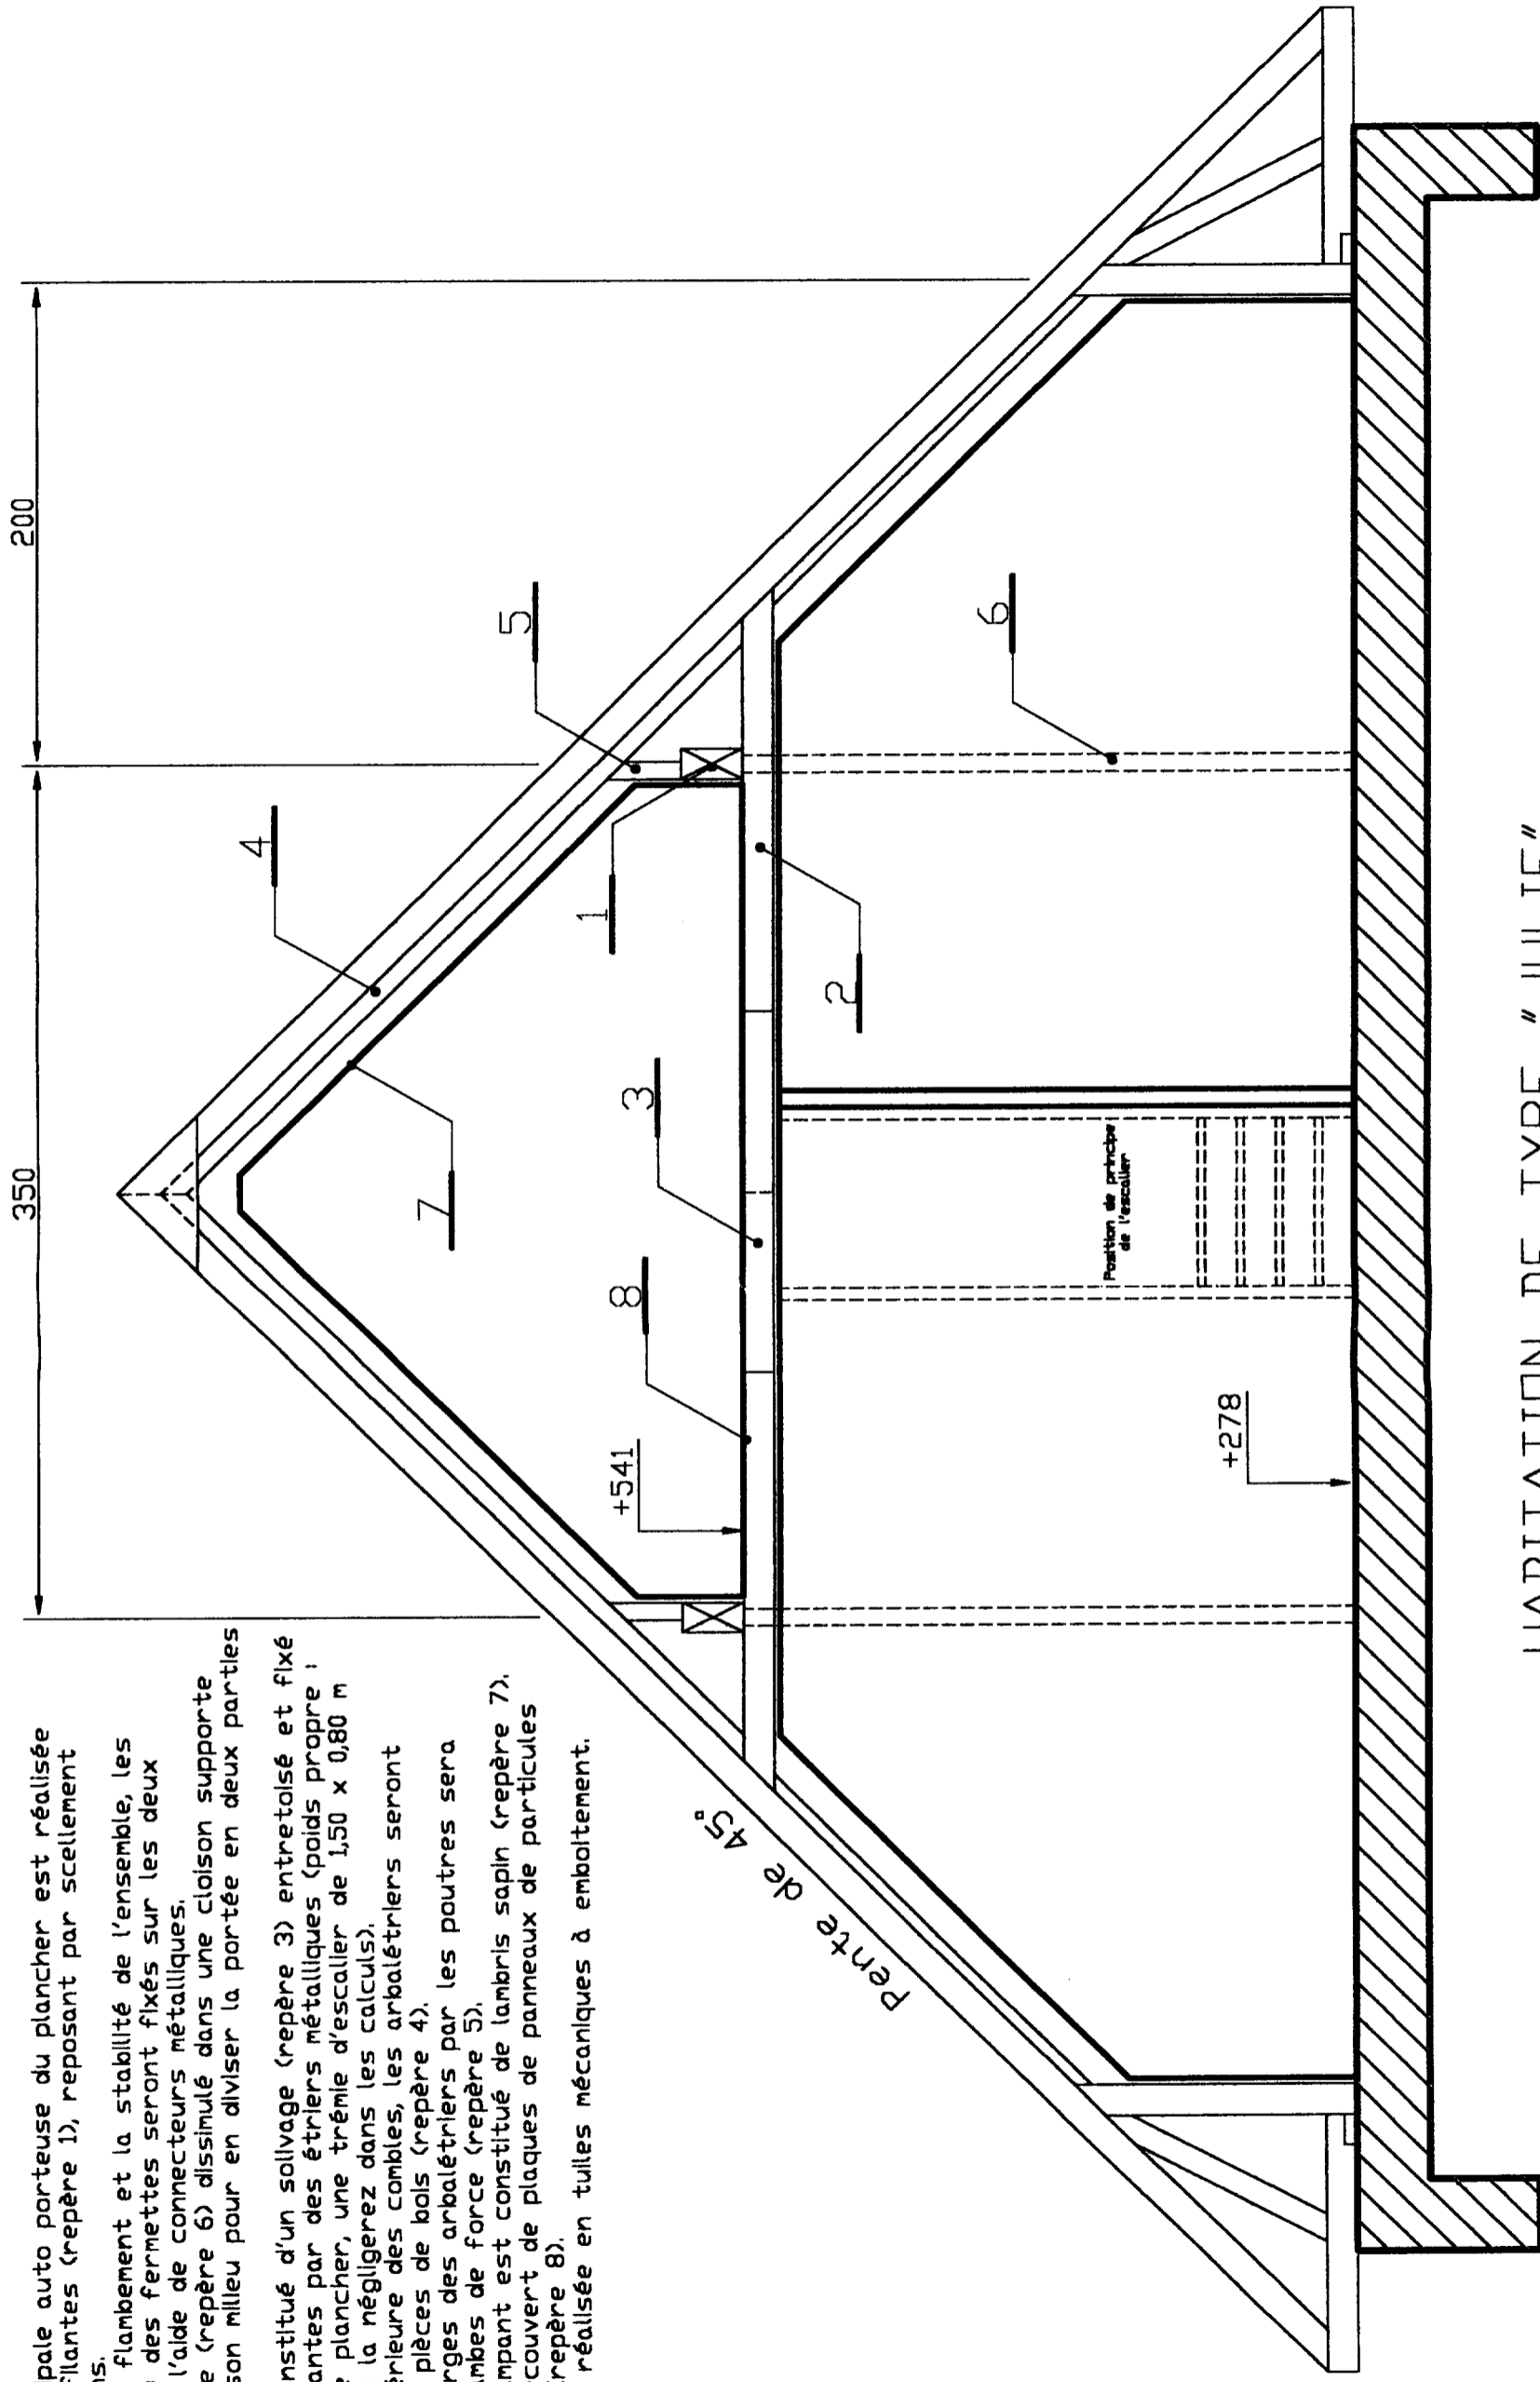 pale auto porteuse du plancher est réalisée
filantes (repère 1), reposant par scellement
ns.
flambement et la stabilité de l'ensemble, les
des fermettes seront fixés sur les deux
l'aide de connecteurs métalliques.
e (repère 6) dissimulé dans une cloison supporte
son milieu pour en diviser la portée en deux parties
nstitué d'un solivage (repère 3) entretoisé et fixé
antes par des étriers métalliques (poids propre :
plancher, une trémie d'escalier de 1,50 x 0,80 m
la négligerez dans les calculs).
érieure des combles, les arbalétriers seront
pièces de bois (repère 4).
rges des arbalétriers par les poutres sera
mbes de force (repère 5).
mpant est constitué de lambris sapin (repère 7).
couvert de plaques de panneaux de particules
repère 8).
réalisée en tuiles mécaniques à emboîtement.
350
200
4
5
7
1
8
3
2
6
+541
Pente de 45°
Position de principe
de l'escalier
+278
HABITATION DE TYPE "JULIE"